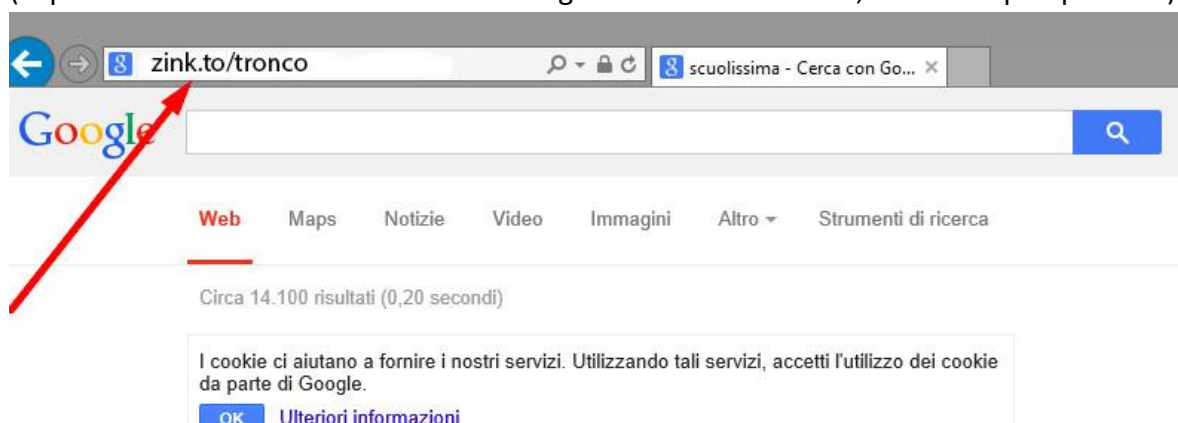 zink.to/tronco
scuolissima - Cerca con Go...
Google
Web Maps Notizie Video Immagini Altro Strumenti di ricerca
Circa 14.100 risultati (0,20 secondi)
I cookie ci aiutano a fornire i nostri servizi. Utilizzando tali servizi, accetti l'utilizzo dei cookie
da parte di Google.
OK Ulteriori informazioni